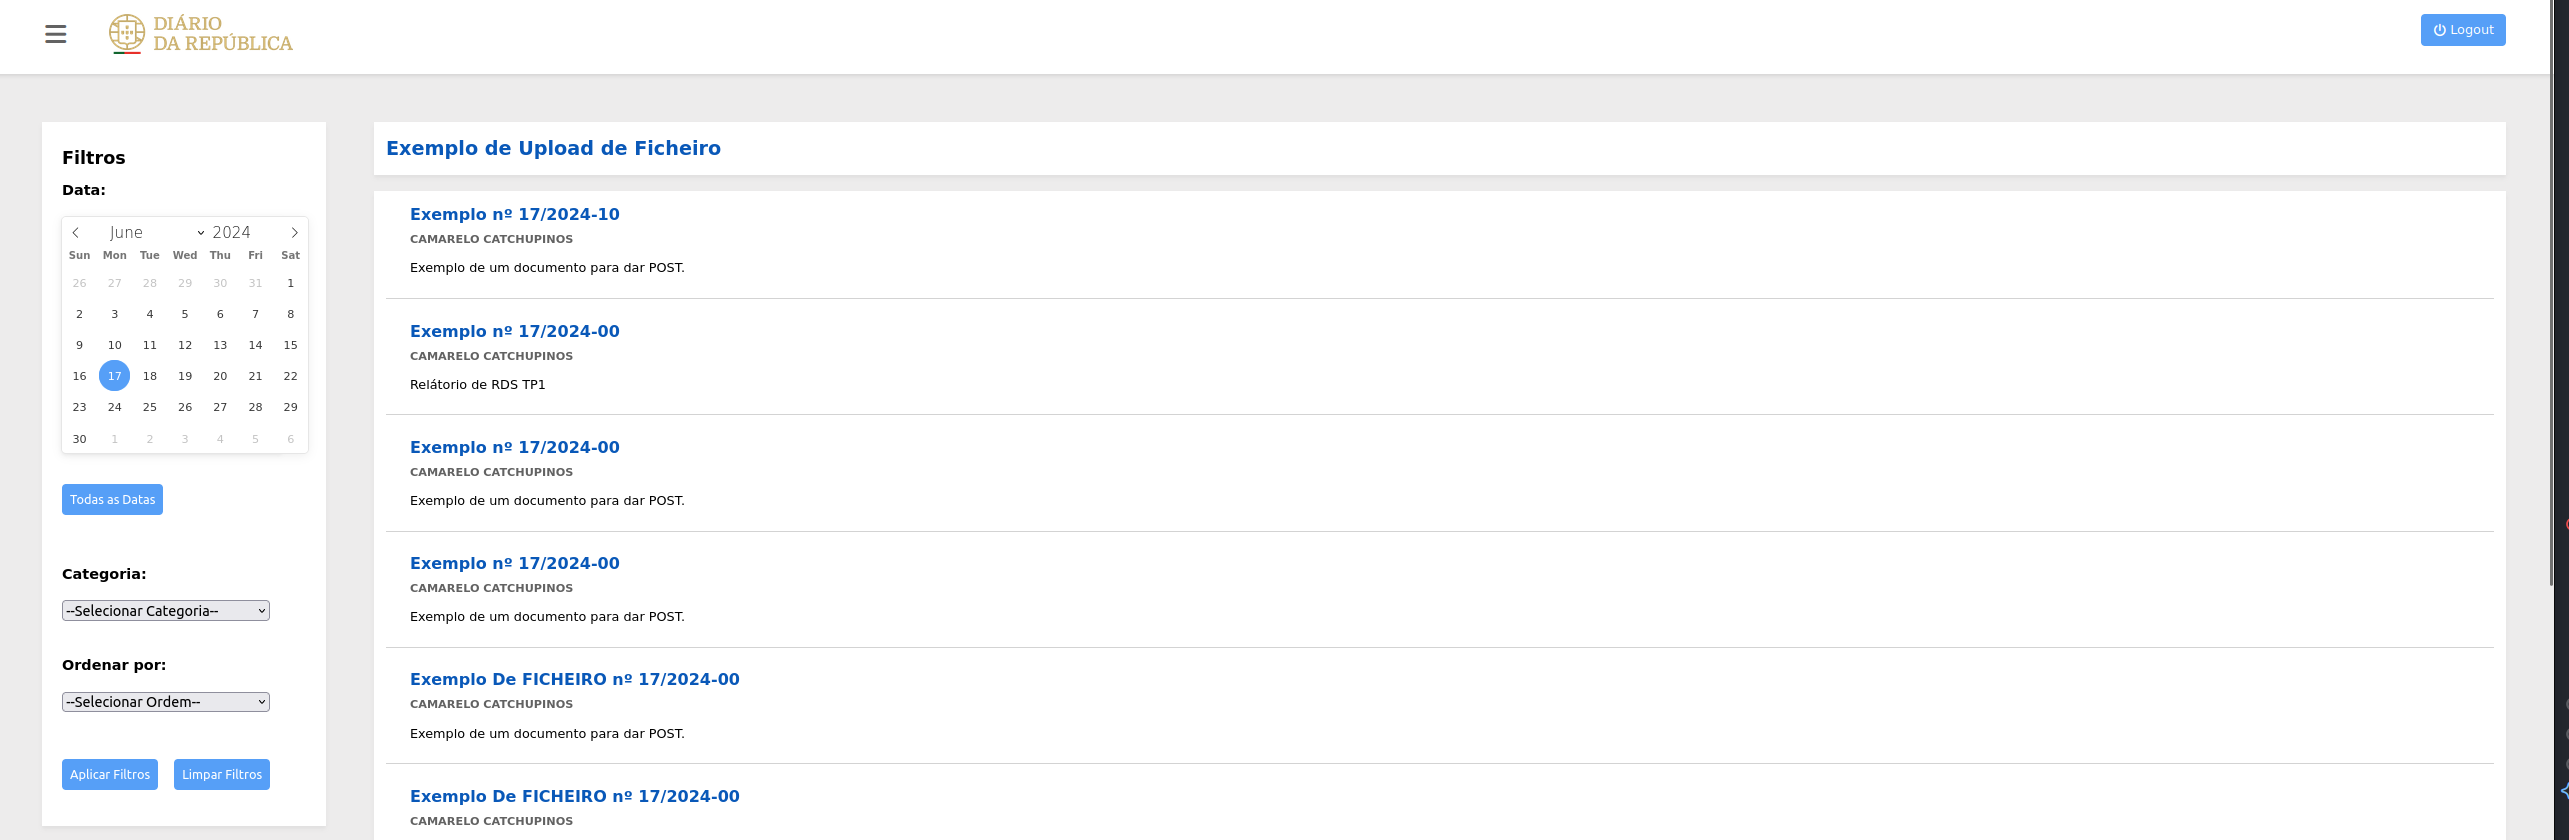 DIÁRIO
DA REPÚBLICA
Logout
Filtros
Data:
June 2024
Sun Mon Tue Wed Thu Fri Sat
26 27 28 29 30 31 1
2 3 4 5 6 7 8
9 10 11 12 13 14 15
16 17 18 19 20 21 22
23 24 25 26 27 28 29
30 1 2 3 4 5 6
Todas as Datas
Categoria:
--Selecionar Categoria--
Ordenar por:
--Selecionar Ordem--
Aplicar Filtros Limpar Filtros
Exemplo de Upload de Ficheiro
Exemplo nº 17/2024-10
CAMARELO CATCHUPINOS
Exemplo de um documento para dar POST.
Exemplo nº 17/2024-00
CAMARELO CATCHUPINOS
Relátorio de RDS TP1
Exemplo nº 17/2024-00
CAMARELO CATCHUPINOS
Exemplo de um documento para dar POST.
Exemplo nº 17/2024-00
CAMARELO CATCHUPINOS
Exemplo de um documento para dar POST.
Exemplo De FICHEIRO nº 17/2024-00
CAMARELO CATCHUPINOS
Exemplo de um documento para dar POST.
Exemplo De FICHEIRO nº 17/2024-00
CAMARELO CATCHUPINOS